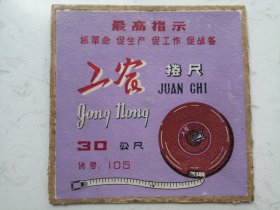 最高指示
抓革命 促生产 促工作 促战备
工农
捲尺
JUAN CHI
Gong Nong
30 公尺
货号：105